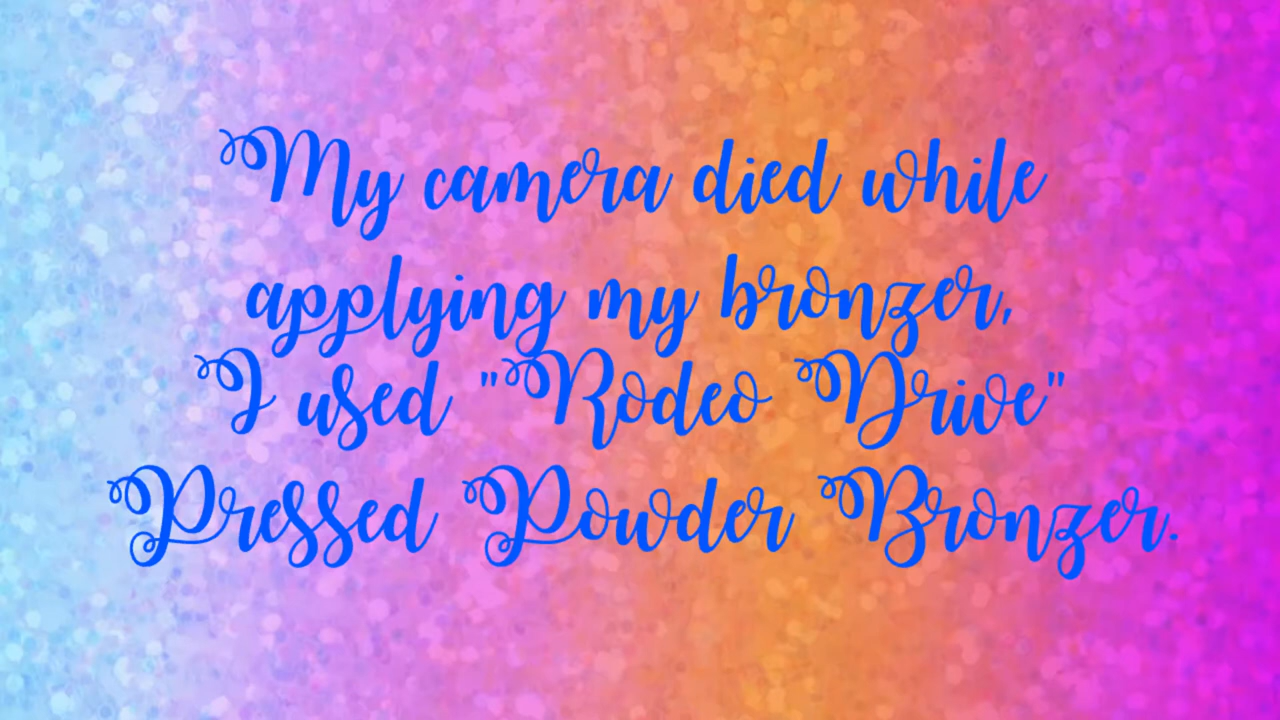 My camera died while
applying my bronzer,
I used "Rodeo Drive"
Pressed Powder Bronzer.